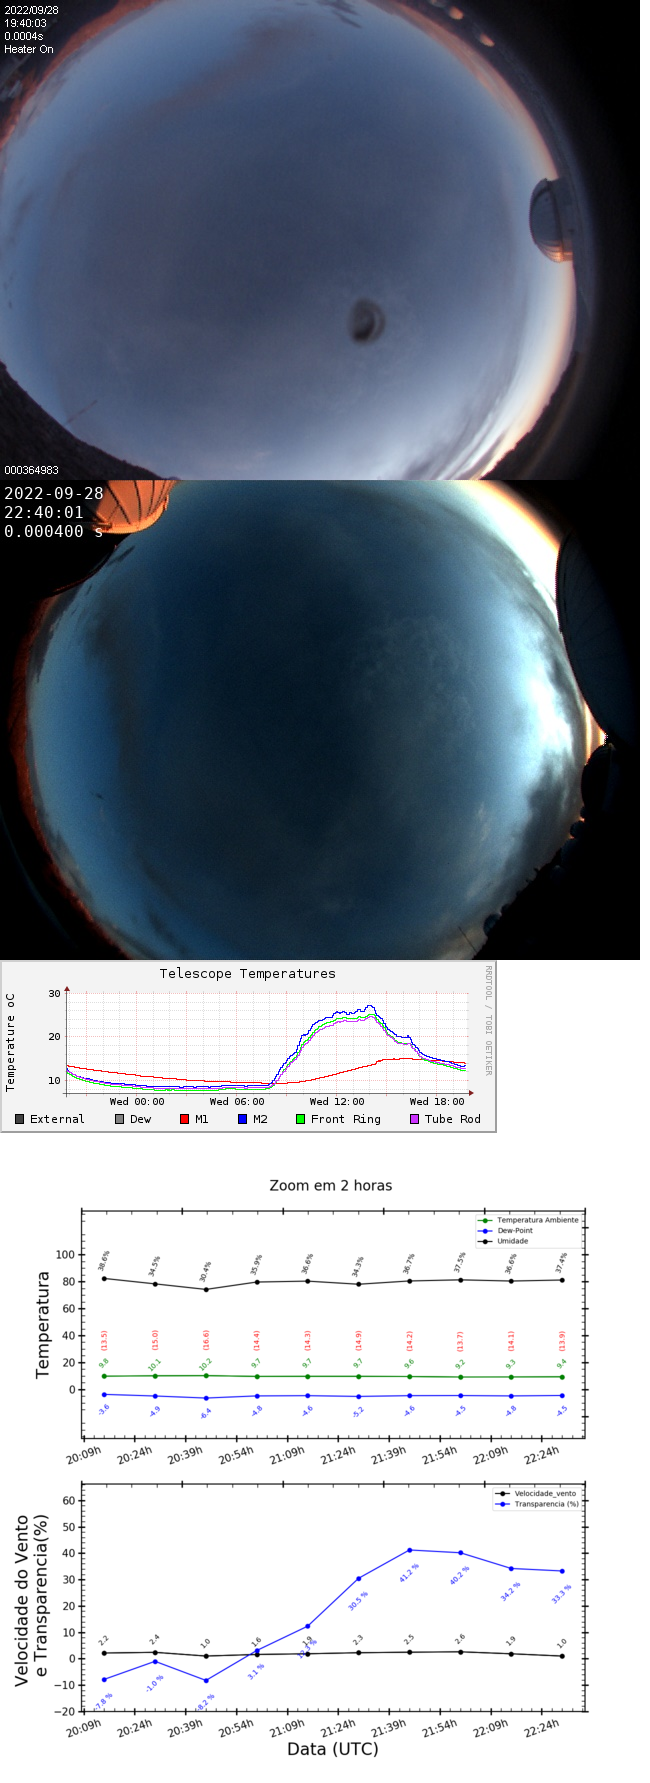 2022/09/28
19:40:03
0.0004s
Heater On
000364983
2022-09-28
22:40:01
0.000400 s
Telescope Temperatures
RRDTOOL / TOBI OETIKER
Temperature oC
30
20
10
Wed 00:00 Wed 06:00 Wed 12:00 Wed 18:00
External Dew M1 M2 Front Ring Tube Rod
Zoom em 2 horas
Temperatura Ambiente
Dew-Point
Umidade
Temperatura
100
80
60
40
20
0
38.6% 34.5% 30.4% 35.9% 36.6% 34.3% 36.7% 37.5% 36.6% 37.4%
(13.5) (15.0) (16.6) (14.4) (14.3) (14.9) (14.2) (13.7) (14.1) (13.9)
9.8 10.1 10.2 9.7 9.7 9.7 9.6 9.2 9.3 9.4
-3.6 -4.9 -6.4 -4.8 -4.6 -5.2 -4.6 -4.5 -4.8 -4.5
20:09h 20:24h 20:39h 20:54h 21:09h 21:24h 21:39h 21:54h 22:09h 22:24h
Velocidade_vento
Transparencia (%)
Velocidade do Vento
e Transparencia(%)
60
50
40
30
20
10
0
−10
−20
2.2 2.4 1.0 1.6 1.9 2.3 2.5 2.6 1.9 1.0
-7.8 % -1.0 % -8.2 % 3.1 % 30.5 % 41.2 % 40.2 % 34.2 % 33.3 %
20:09h 20:24h 20:39h 20:54h 21:09h 21:24h 21:39h 21:54h 22:09h 22:24h
Data (UTC)